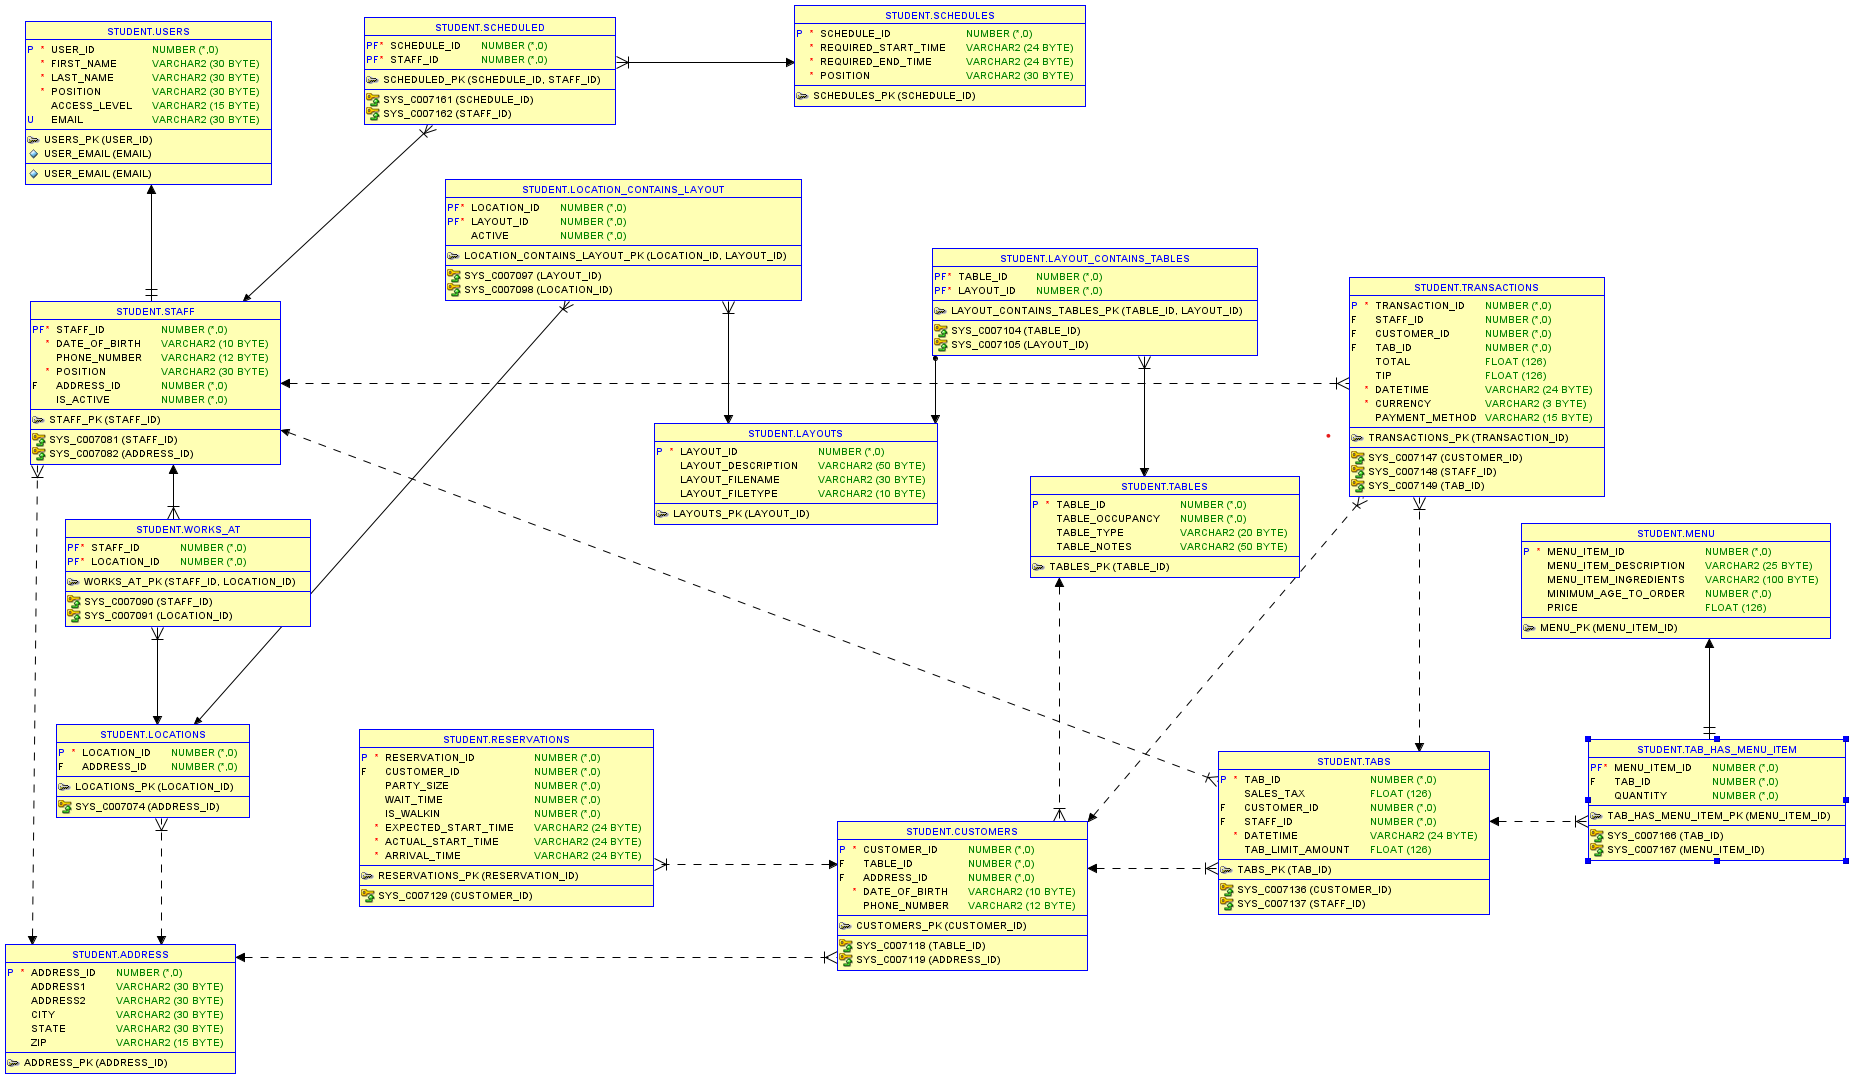 STUDENT.USERS
P * USER_ID NUMBER (*,0)
* FIRST_NAME VARCHAR2 (30 BYTE)
* LAST_NAME VARCHAR2 (30 BYTE)
* POSITION VARCHAR2 (30 BYTE)
ACCESS_LEVEL VARCHAR2 (15 BYTE)
U EMAIL VARCHAR2 (30 BYTE)
USERS_PK (USER_ID)
USER_EMAIL (EMAIL)
USER_EMAIL (EMAIL)
STUDENT.SCHEDULED
PF* SCHEDULE_ID NUMBER (*,0)
PF* STAFF_ID NUMBER (*,0)
SCHEDULED_PK (SCHEDULE_ID, STAFF_ID)
SYS_C007161 (SCHEDULE_ID)
SYS_C007162 (STAFF_ID)
STUDENT.SCHEDULES
P * SCHEDULE_ID NUMBER (*,0)
* REQUIRED_START_TIME VARCHAR2 (24 BYTE)
* REQUIRED_END_TIME VARCHAR2 (24 BYTE)
* POSITION VARCHAR2 (30 BYTE)
SCHEDULES_PK (SCHEDULE_ID)
STUDENT.LOCATION_CONTAINS_LAYOUT
PF* LOCATION_ID NUMBER (*,0)
PF* LAYOUT_ID NUMBER (*,0)
ACTIVE NUMBER (*,0)
LOCATION_CONTAINS_LAYOUT_PK (LOCATION_ID, LAYOUT_ID)
SYS_C007097 (LAYOUT_ID)
SYS_C007098 (LOCATION_ID)
STUDENT.LAYOUT_CONTAINS_TABLES
PF* TABLE_ID NUMBER (*,0)
PF* LAYOUT_ID NUMBER (*,0)
LAYOUT_CONTAINS_TABLES_PK (TABLE_ID, LAYOUT_ID)
SYS_C007104 (TABLE_ID)
SYS_C007105 (LAYOUT_ID)
STUDENT.TRANSACTIONS
P * TRANSACTION_ID NUMBER (*,0)
F STAFF_ID NUMBER (*,0)
F CUSTOMER_ID NUMBER (*,0)
F TAB_ID NUMBER (*,0)
TOTAL FLOAT (126)
TIP FLOAT (126)
* DATETIME VARCHAR2 (24 BYTE)
* CURRENCY VARCHAR2 (3 BYTE)
PAYMENT_METHOD VARCHAR2 (15 BYTE)
TRANSACTIONS_PK (TRANSACTION_ID)
SYS_C007147 (CUSTOMER_ID)
SYS_C007148 (STAFF_ID)
SYS_C007149 (TAB_ID)
STUDENT.STAFF
PF* STAFF_ID NUMBER (*,0)
* DATE_OF_BIRTH VARCHAR2 (10 BYTE)
PHONE_NUMBER VARCHAR2 (12 BYTE)
* POSITION VARCHAR2 (30 BYTE)
F ADDRESS_ID NUMBER (*,0)
IS_ACTIVE NUMBER (*,0)
STAFF_PK (STAFF_ID)
SYS_C007081 (STAFF_ID)
SYS_C007082 (ADDRESS_ID)
STUDENT.LAYOUTS
P * LAYOUT_ID NUMBER (*,0)
LAYOUT_DESCRIPTION VARCHAR2 (50 BYTE)
LAYOUT_FILENAME VARCHAR2 (30 BYTE)
LAYOUT_FILETYPE VARCHAR2 (10 BYTE)
LAYOUTS_PK (LAYOUT_ID)
STUDENT.TABLES
P * TABLE_ID NUMBER (*,0)
TABLE_OCCUPANCY NUMBER (*,0)
TABLE_TYPE VARCHAR2 (20 BYTE)
TABLE_NOTES VARCHAR2 (50 BYTE)
TABLES_PK (TABLE_ID)
STUDENT.MENU
P * MENU_ITEM_ID NUMBER (*,0)
MENU_ITEM_DESCRIPTION VARCHAR2 (25 BYTE)
MENU_ITEM_INGREDIENTS VARCHAR2 (100 BYTE)
MINIMUM_AGE_TO_ORDER NUMBER (*,0)
PRICE FLOAT (126)
MENU_PK (MENU_ITEM_ID)
STUDENT.WORKS_AT
PF* STAFF_ID NUMBER (*,0)
PF* LOCATION_ID NUMBER (*,0)
WORKS_AT_PK (STAFF_ID, LOCATION_ID)
SYS_C007090 (STAFF_ID)
SYS_C007091 (LOCATION_ID)
STUDENT.LOCATIONS
P * LOCATION_ID NUMBER (*,0)
F ADDRESS_ID NUMBER (*,0)
LOCATIONS_PK (LOCATION_ID)
SYS_C007074 (ADDRESS_ID)
STUDENT.RESERVATIONS
P * RESERVATION_ID NUMBER (*,0)
F CUSTOMER_ID NUMBER (*,0)
PARTY_SIZE NUMBER (*,0)
WAIT_TIME NUMBER (*,0)
IS_WALKIN NUMBER (*,0)
* EXPECTED_START_TIME VARCHAR2 (24 BYTE)
* ACTUAL_START_TIME VARCHAR2 (24 BYTE)
* ARRIVAL_TIME VARCHAR2 (24 BYTE)
RESERVATIONS_PK (RESERVATION_ID)
SYS_C007129 (CUSTOMER_ID)
STUDENT.TABS
P * TAB_ID NUMBER (*,0)
SALES_TAX FLOAT (126)
F CUSTOMER_ID NUMBER (*,0)
F STAFF_ID NUMBER (*,0)
* DATETIME VARCHAR2 (24 BYTE)
TAB_LIMIT_AMOUNT FLOAT (126)
TABS_PK (TAB_ID)
SYS_C007136 (CUSTOMER_ID)
SYS_C007137 (STAFF_ID)
STUDENT.TAB_HAS_MENU_ITEM
PF* MENU_ITEM_ID NUMBER (*,0)
F TAB_ID NUMBER (*,0)
QUANTITY NUMBER (*,0)
TAB_HAS_MENU_ITEM_PK (MENU_ITEM_ID)
SYS_C007166 (TAB_ID)
SYS_C007167 (MENU_ITEM_ID)
STUDENT.CUSTOMERS
P * CUSTOMER_ID NUMBER (*,0)
F TABLE_ID NUMBER (*,0)
F ADDRESS_ID NUMBER (*,0)
* DATE_OF_BIRTH VARCHAR2 (10 BYTE)
PHONE_NUMBER VARCHAR2 (12 BYTE)
CUSTOMERS_PK (CUSTOMER_ID)
SYS_C007118 (TABLE_ID)
SYS_C007119 (ADDRESS_ID)
STUDENT.ADDRESS
P * ADDRESS_ID NUMBER (*,0)
ADDRESS1 VARCHAR2 (30 BYTE)
ADDRESS2 VARCHAR2 (30 BYTE)
CITY VARCHAR2 (30 BYTE)
STATE VARCHAR2 (30 BYTE)
ZIP VARCHAR2 (15 BYTE)
ADDRESS_PK (ADDRESS_ID)